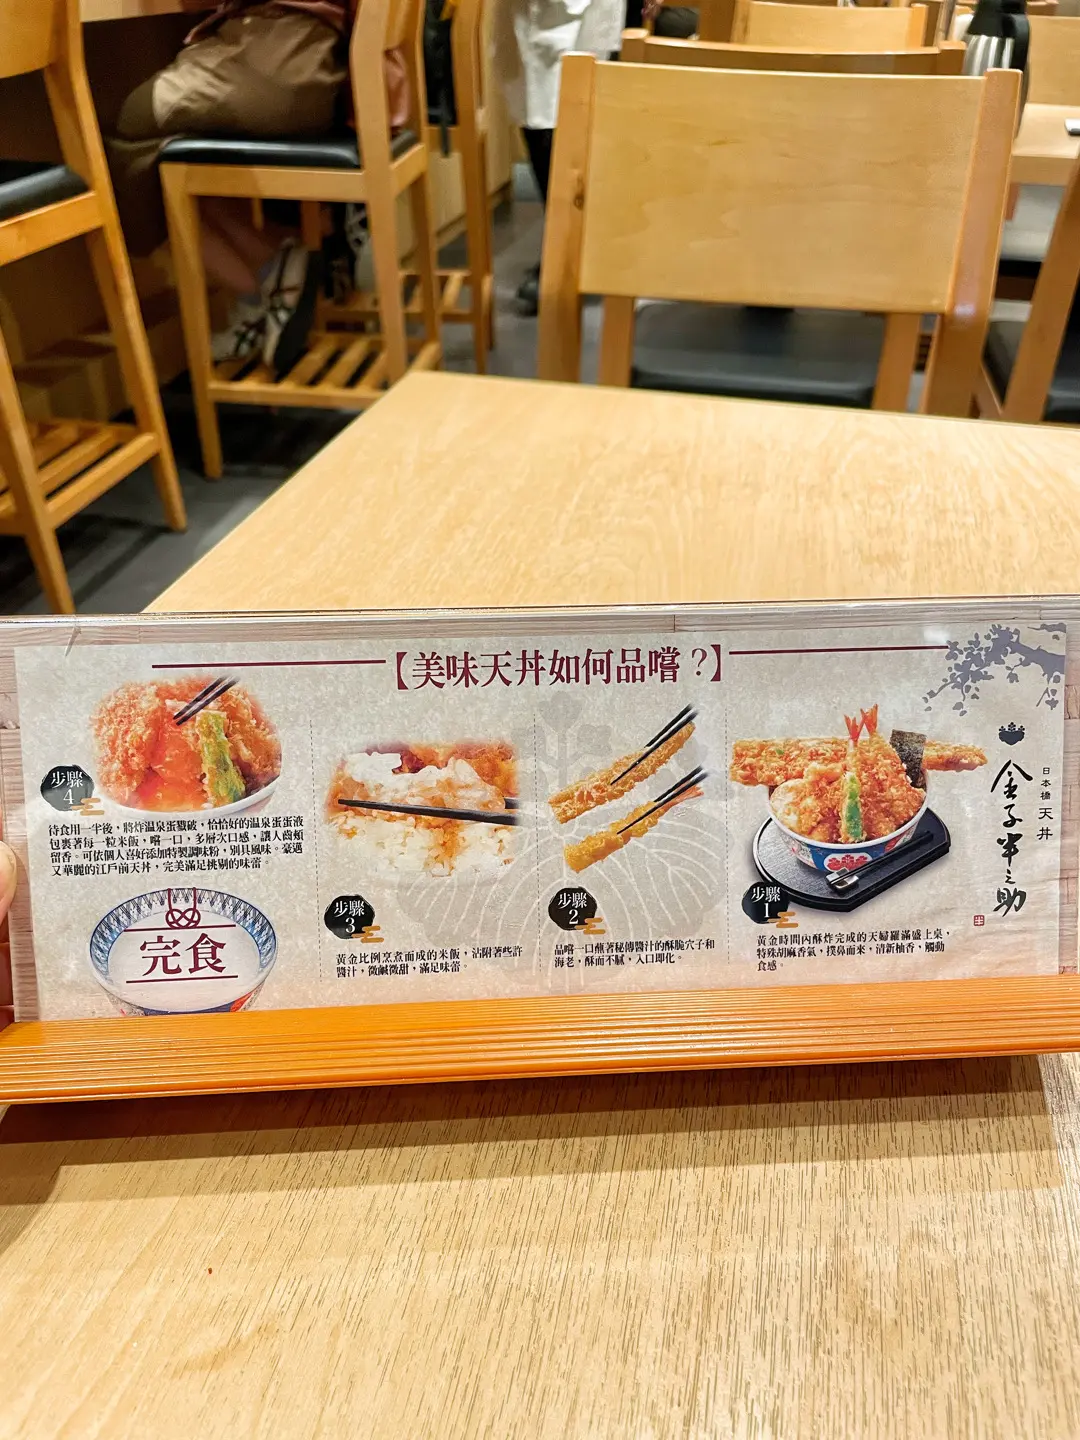 【美味天丼如何品嚐？】
日本橋 天丼
金子半之助
步驟
1
黃金時間內酥炸完成的天婦羅滿盛上桌，
特殊胡麻香氣，撲鼻而來，清新柚香，觸動
食感。
步驟
2
品嚐一口蘸著秘傳醬汁的酥脆穴子和
海老，酥而不膩，入口即化。
步驟
3
黃金比例烹煮而成的米飯，沾附著些許
醬汁，微鹹微甜，滿足味蕾。
步驟
4
待食用一半後，將炸温泉蛋戳破，恰恰好的温泉蛋蛋液
包裹著每一粒米飯，嚐一口，多層次口感，讓人齒頰
留香。可依個人喜好添加特製調味粉，別具風味。豪邁
又華麗的江戶前天丼，完美滿足挑剔的味蕾。
完食